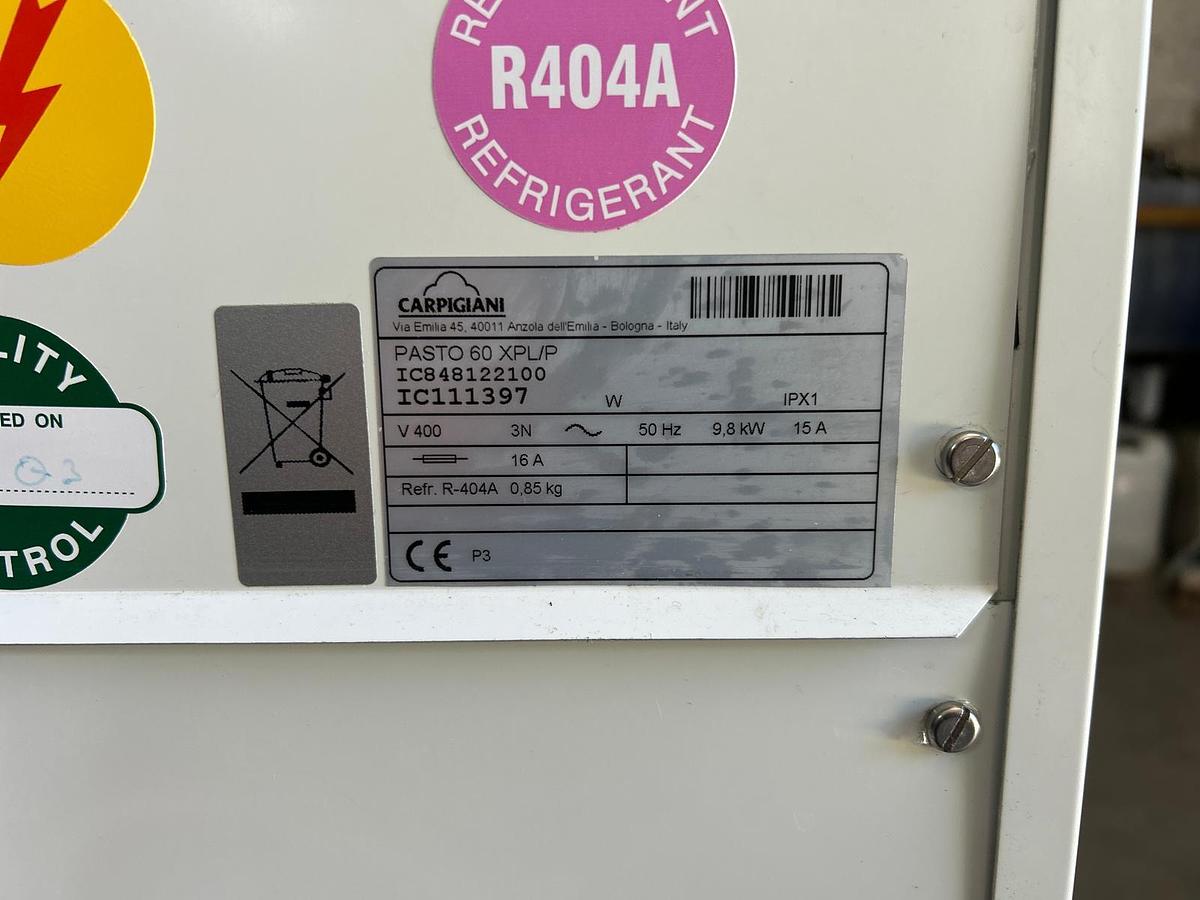 R404A
REFRIGERANT
CARPIGIANI
Via Emilia 45, 40011 Anzola dell'Emilia - Bologna - Italy
PASTO 60 XPL/P
IC848122100
IC111397 W IPX1
V 400 3N 50 Hz 9,8 kW 15 A
16 A
Refr. R-404A 0,85 kg
CE P3
LITY
ED ON
TROL